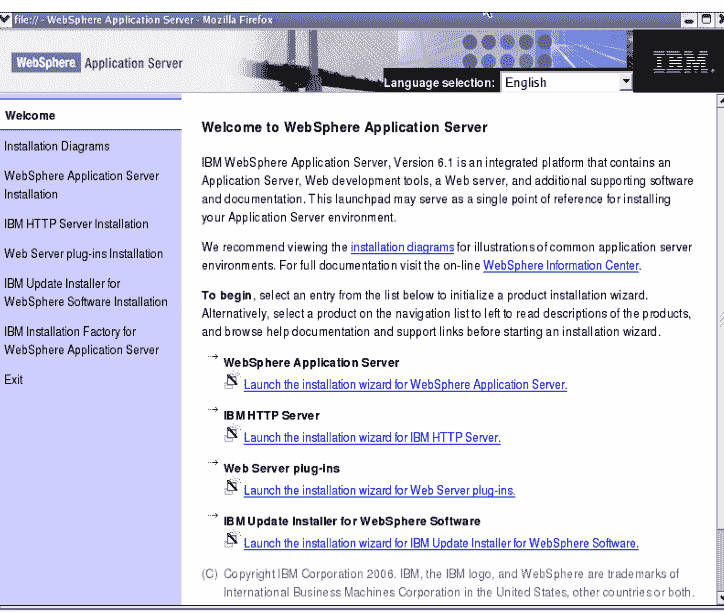 file:// - WebSphere Application Server - Mozilla Firefox
WebSphere Application Server
IBM.
Language selection: English
Welcome
Installation Diagrams
WebSphere Application Server
Installation
IBM HTTP Server Installation
Web Server plug-ins Installation
IBM Update Installer for
WebSphere Software Installation
IBM Installation Factory for
WebSphere Application Server
Exit
Welcome to WebSphere Application Server
IBM WebSphere Application Server, Version 6.1 is an integrated platform that contains an
Application Server, Web development tools, a Web server, and additional supporting software
and documentation. This launchpad may serve as a single point of reference for installing
your Application Server environment.
We recommend viewing the installation diagrams for illustrations of common application server
environments. For full documentation visit the on-line WebSphere Information Center.
To begin, select an entry from the list below to initialize a product installation wizard.
Alternatively, select a product on the navigation list to left to read descriptions of the products,
and browse help documentation and support links before starting an installation wizard.
WebSphere Application Server
Launch the installation wizard for WebSphere Application Server.
IBM HTTP Server
Launch the installation wizard for IBM HTTP Server.
Web Server plug-ins
Launch the installation wizard for Web Server plug-ins.
IBM Update Installer for WebSphere Software
Launch the installation wizard for IBM Update Installer for WebSphere Software.
(C) Copyright IBM Corporation 2006. IBM, the IBM logo, and WebSphere are trademarks of
International Business Machines Corporation in the United States, other countries or both.